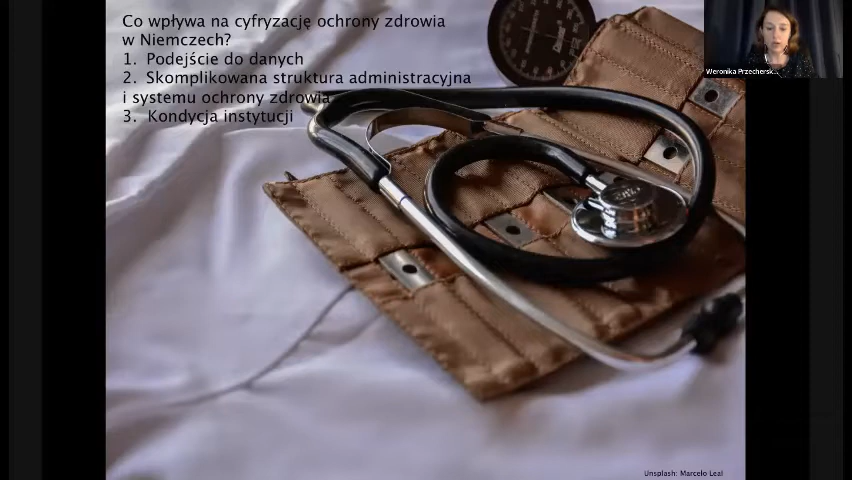 Co wpływa na cyfryzację ochrony zdrowia
w Niemczech?
1. Podejście do danych
2. Skomplikowana struktura administracyjna
i systemu ochrony zdrowia
3. Kondycja instytucji
Weronika Przechersk...
Unsplash: Marcelo Leal